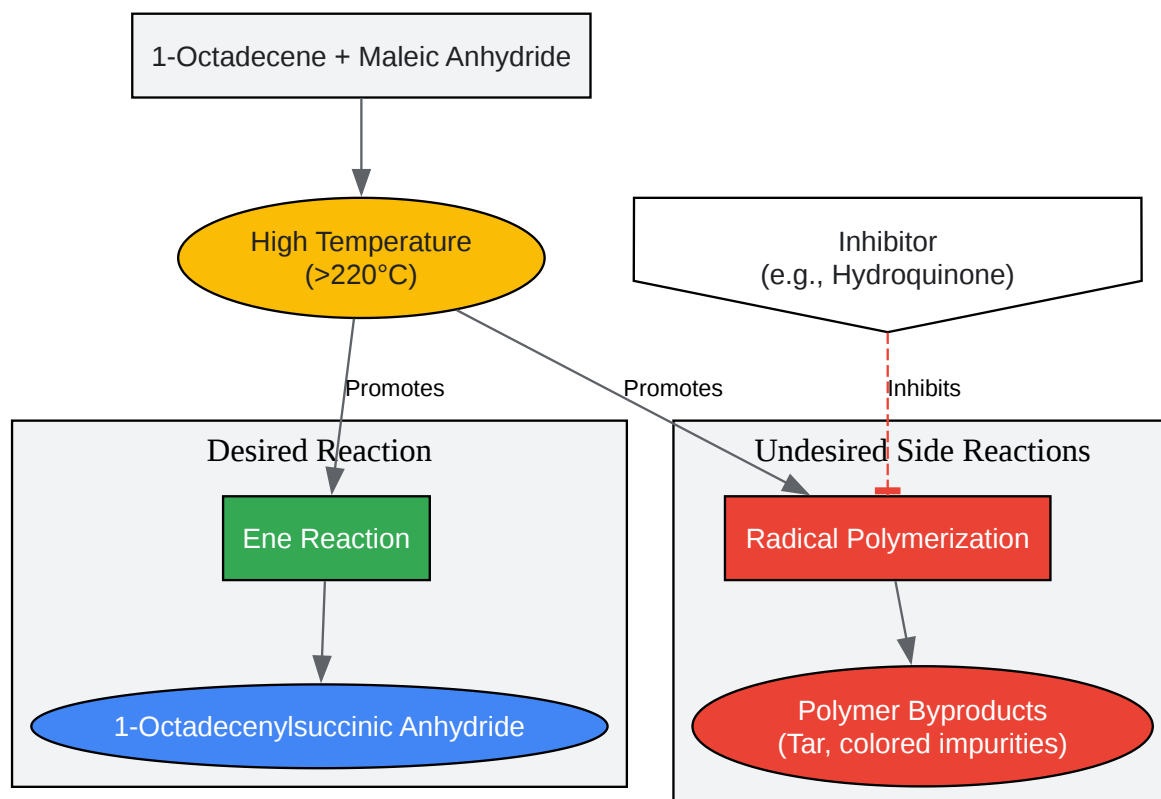 1-Octadecene + Maleic Anhydride
High Temperature
(>220°C)
Inhibitor
(e.g., Hydroquinone)
Promotes
Promotes
Inhibits
Desired Reaction
Undesired Side Reactions
Ene Reaction
Radical Polymerization
1-Octadecenylsuccinic Anhydride
Polymer Byproducts
(Tar, colored impurities)